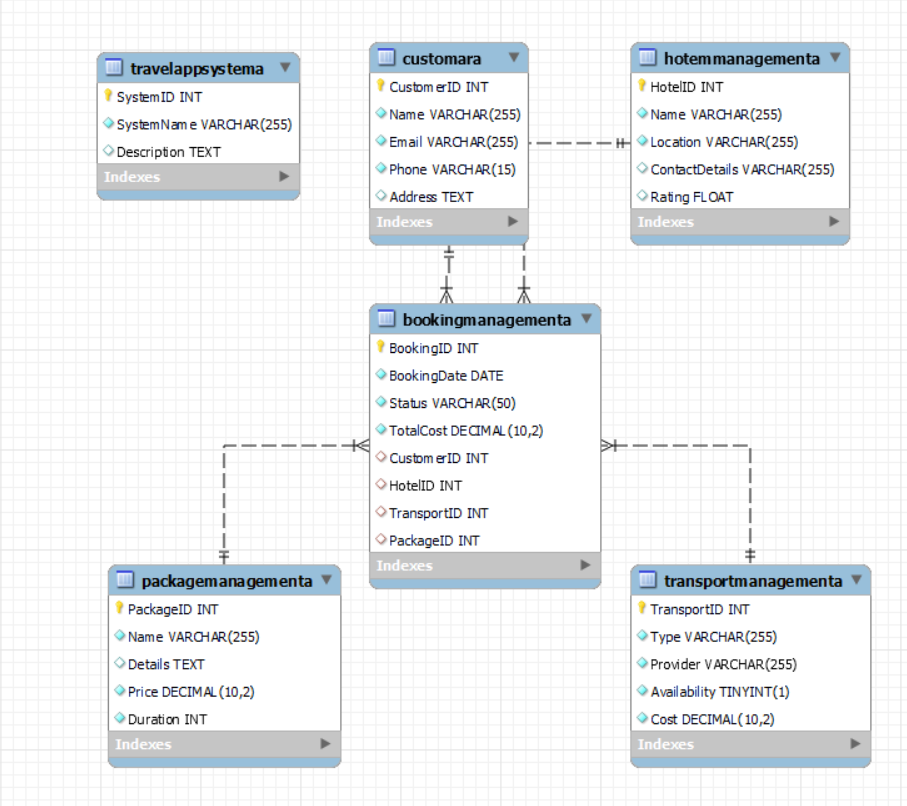 travelappsystema
SystemID INT
SystemName VARCHAR(255)
Description TEXT
Indexes
customara
CustomerID INT
Name VARCHAR(255)
Email VARCHAR(255)
Phone VARCHAR(15)
Address TEXT
Indexes
hotemmanagementa
HotelID INT
Name VARCHAR(255)
Location VARCHAR(255)
ContactDetails VARCHAR(255)
Rating FLOAT
Indexes
bookingmanagementa
BookingID INT
BookingDate DATE
Status VARCHAR(50)
TotalCost DECIMAL(10,2)
CustomerID INT
HotelID INT
TransportID INT
PackageID INT
Indexes
packagemanagementa
PackageID INT
Name VARCHAR(255)
Details TEXT
Price DECIMAL(10,2)
Duration INT
Indexes
transportmanagementa
TransportID INT
Type VARCHAR(255)
Provider VARCHAR(255)
Availability TINYINT(1)
Cost DECIMAL(10,2)
Indexes